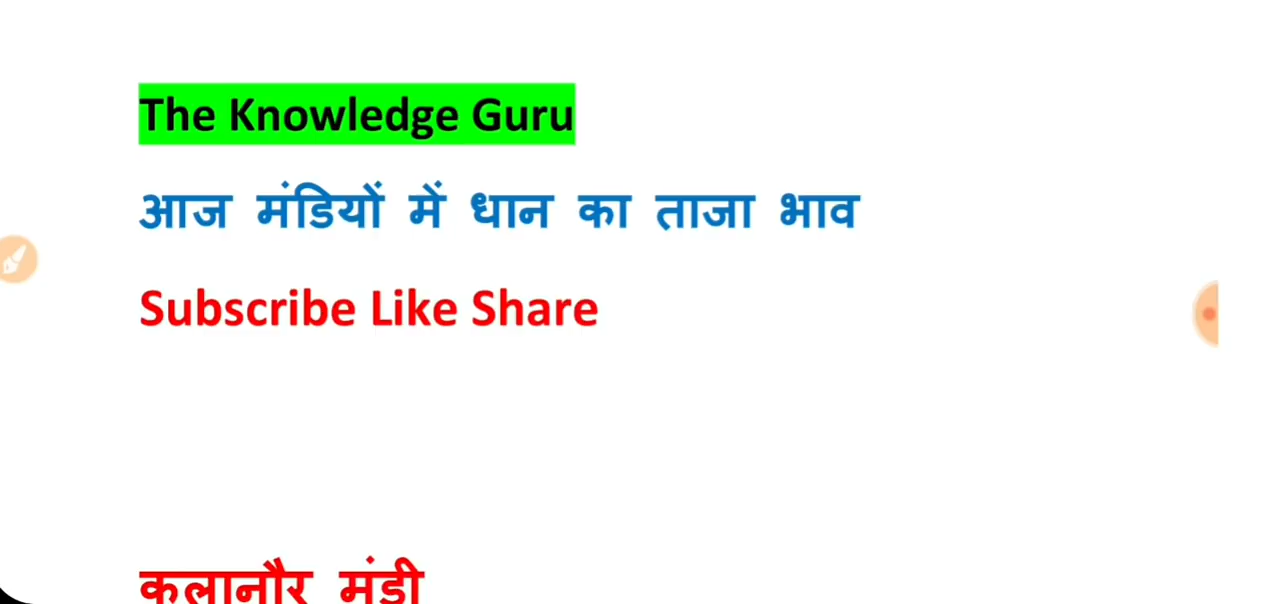 The Knowledge Guru
आज मंडियों में धान का ताजा भाव
Subscribe Like Share
कलानौर मंडी